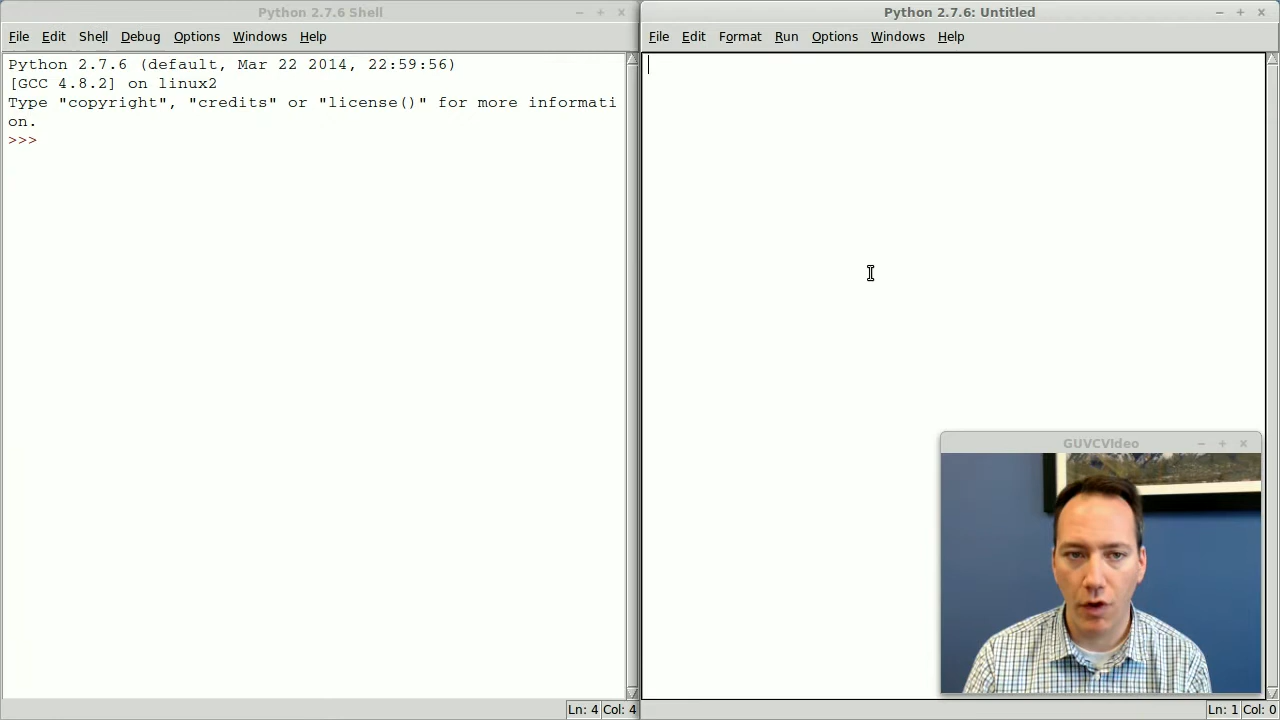 Python 2.7.6 Shell
File Edit Shell Debug Options Windows Help
Python 2.7.6 (default, Mar 22 2014, 22:59:56)
[GCC 4.8.2] on linux2
Type "copyright", "credits" or "license()" for more informati
on.
>>>
Ln: 4 Col: 4
Python 2.7.6: Untitled
File Edit Format Run Options Windows Help
GUVCVideo
Ln: 1 Col: 0